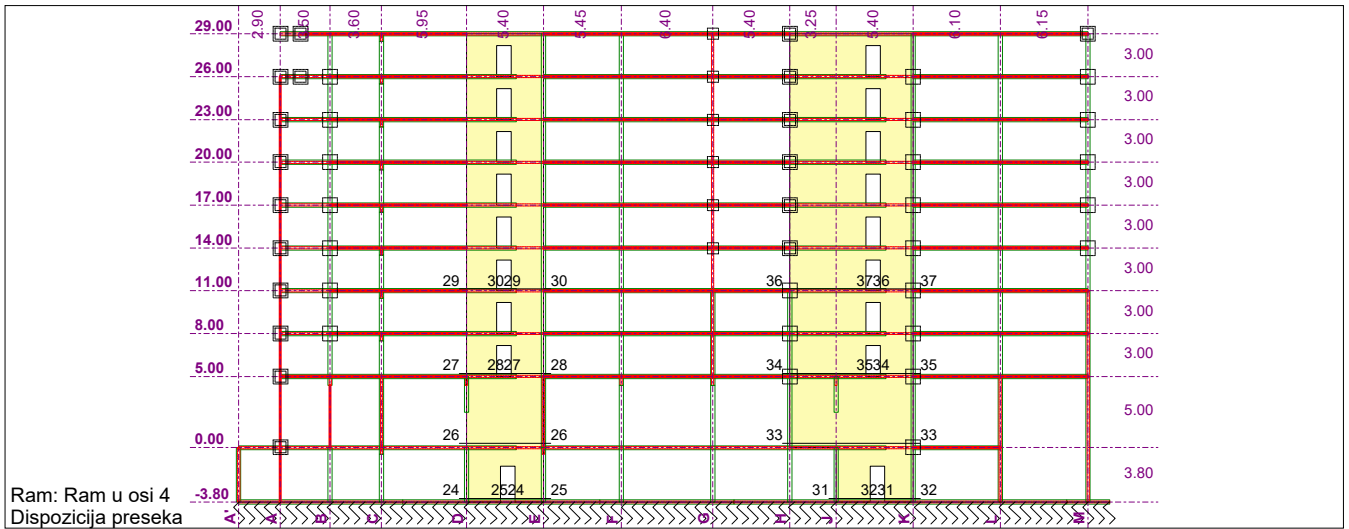 2.90 3.50 3.60 5.95 5.40 5.45 6.40 5.40 3.25 5.40 6.10 6.15
29.00
3.00
26.00
3.00
23.00
3.00
20.00
3.00
17.00
3.00
14.00
3.00
29 3029 30 36 3736 37
11.00
3.00
8.00
3.00
27 2827 28 34 3534 35
5.00
5.00
26 26 33 33
0.00
3.80
24 2524 25 31 3231 32
-3.80
A' A B C D E F G H J K L M
Ram: Ram u osi 4
Dispozicija preseka